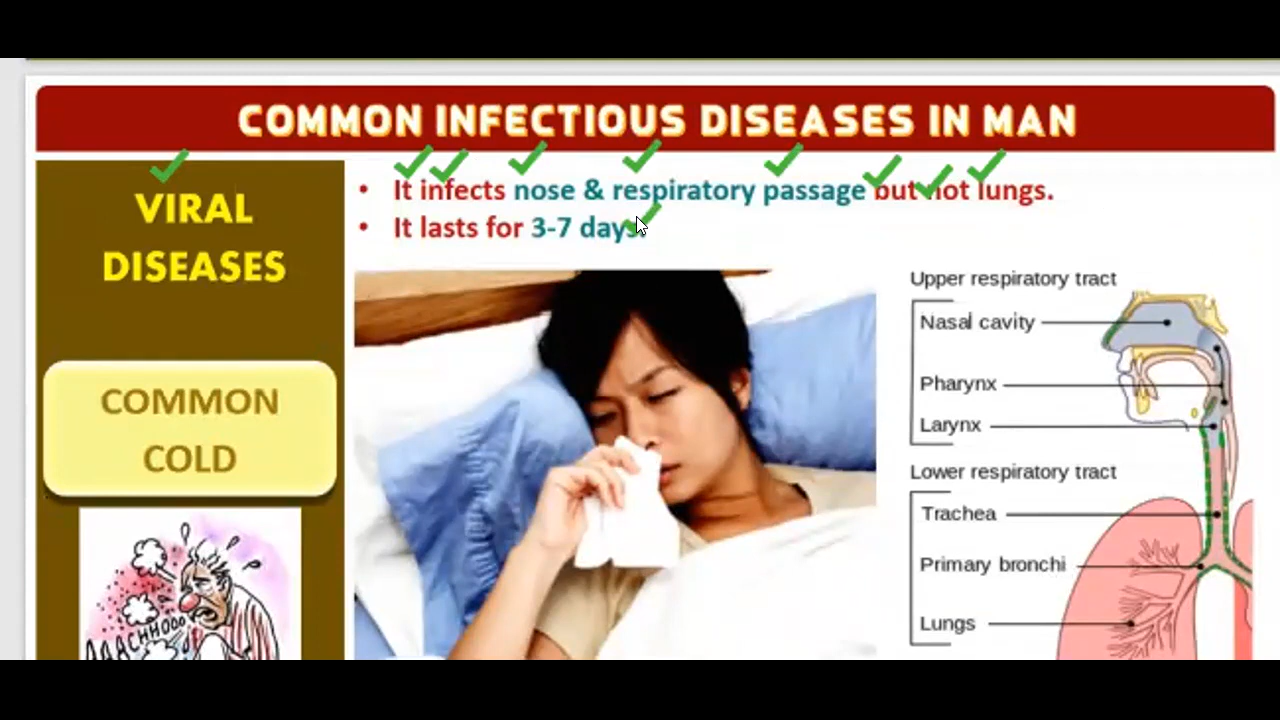 COMMON INFECTIOUS DISEASES IN MAN
VIRAL
DISEASES
COMMON
COLD
AAACHHOOO
• It infects nose & respiratory passage but not lungs.
• It lasts for 3-7 days.
Upper respiratory tract
Nasal cavity
Pharynx
Larynx
Lower respiratory tract
Trachea
Primary bronchi
Lungs